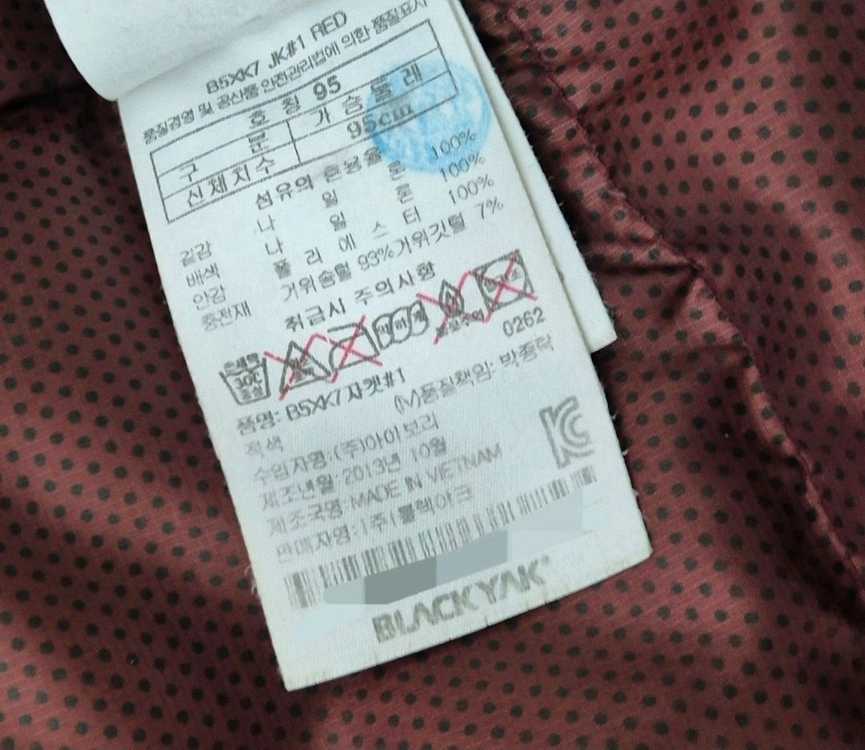 B5XK7 JK#1 RED
품질경영 및 공산품 안전관리법에 의한 품질표시
호 칭 95
구 분 가 슴 둘 레
신체치수 95cm
섬유의 혼용율
겉감 나 일 론 100%
배색 나 일 론 100%
안감 폴 리 에 스 터 100%
충전재 거위솜털 93%거위깃털 7%
취급시 주의사항
손세탁
30℃
중성
0262
품명: B5XK7 자켓#1
적색 (W)품질책임: 박종락
수입자명:(주)아이보리
제조년월: 2013년 10월
제조국명: MADE IN VIETNAM
판매자명: (주)블랙야크
BLACKYAK